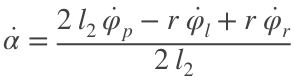 α̇ = (2 l₂ φ̇ₚ − r φ̇ₗ + r φ̇ᵣ) / (2 l₂)